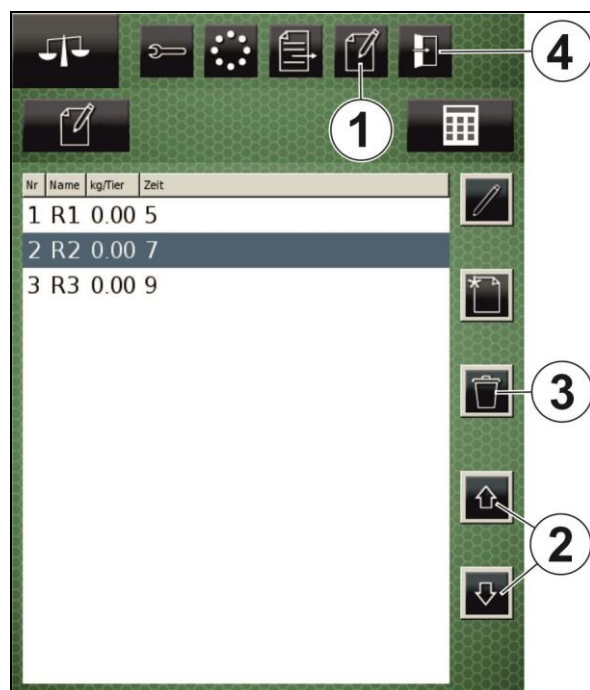 4
1
Nr Name kg/Tier Zeit
1 R1 0.00 5
2 R2 0.00 7
3 R3 0.00 9
3
2